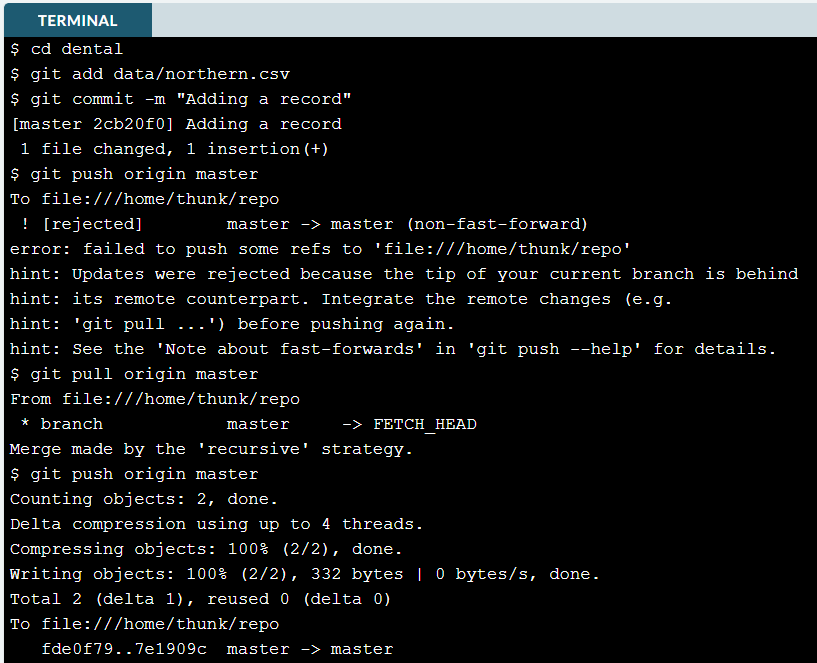 TERMINAL
$ cd dental
$ git add data/northern.csv
$ git commit -m "Adding a record"
[master 2cb20f0] Adding a record
 1 file changed, 1 insertion(+)
$ git push origin master
To file:///home/thunk/repo
 ! [rejected]        master -> master (non-fast-forward)
error: failed to push some refs to 'file:///home/thunk/repo'
hint: Updates were rejected because the tip of your current branch is behind
hint: its remote counterpart. Integrate the remote changes (e.g.
hint: 'git pull ...') before pushing again.
hint: See the 'Note about fast-forwards' in 'git push --help' for details.
$ git pull origin master
From file:///home/thunk/repo
 * branch            master     -> FETCH_HEAD
Merge made by the 'recursive' strategy.
$ git push origin master
Counting objects: 2, done.
Delta compression using up to 4 threads.
Compressing objects: 100% (2/2), done.
Writing objects: 100% (2/2), 332 bytes | 0 bytes/s, done.
Total 2 (delta 1), reused 0 (delta 0)
To file:///home/thunk/repo
   fde0f79..7e1909c  master -> master